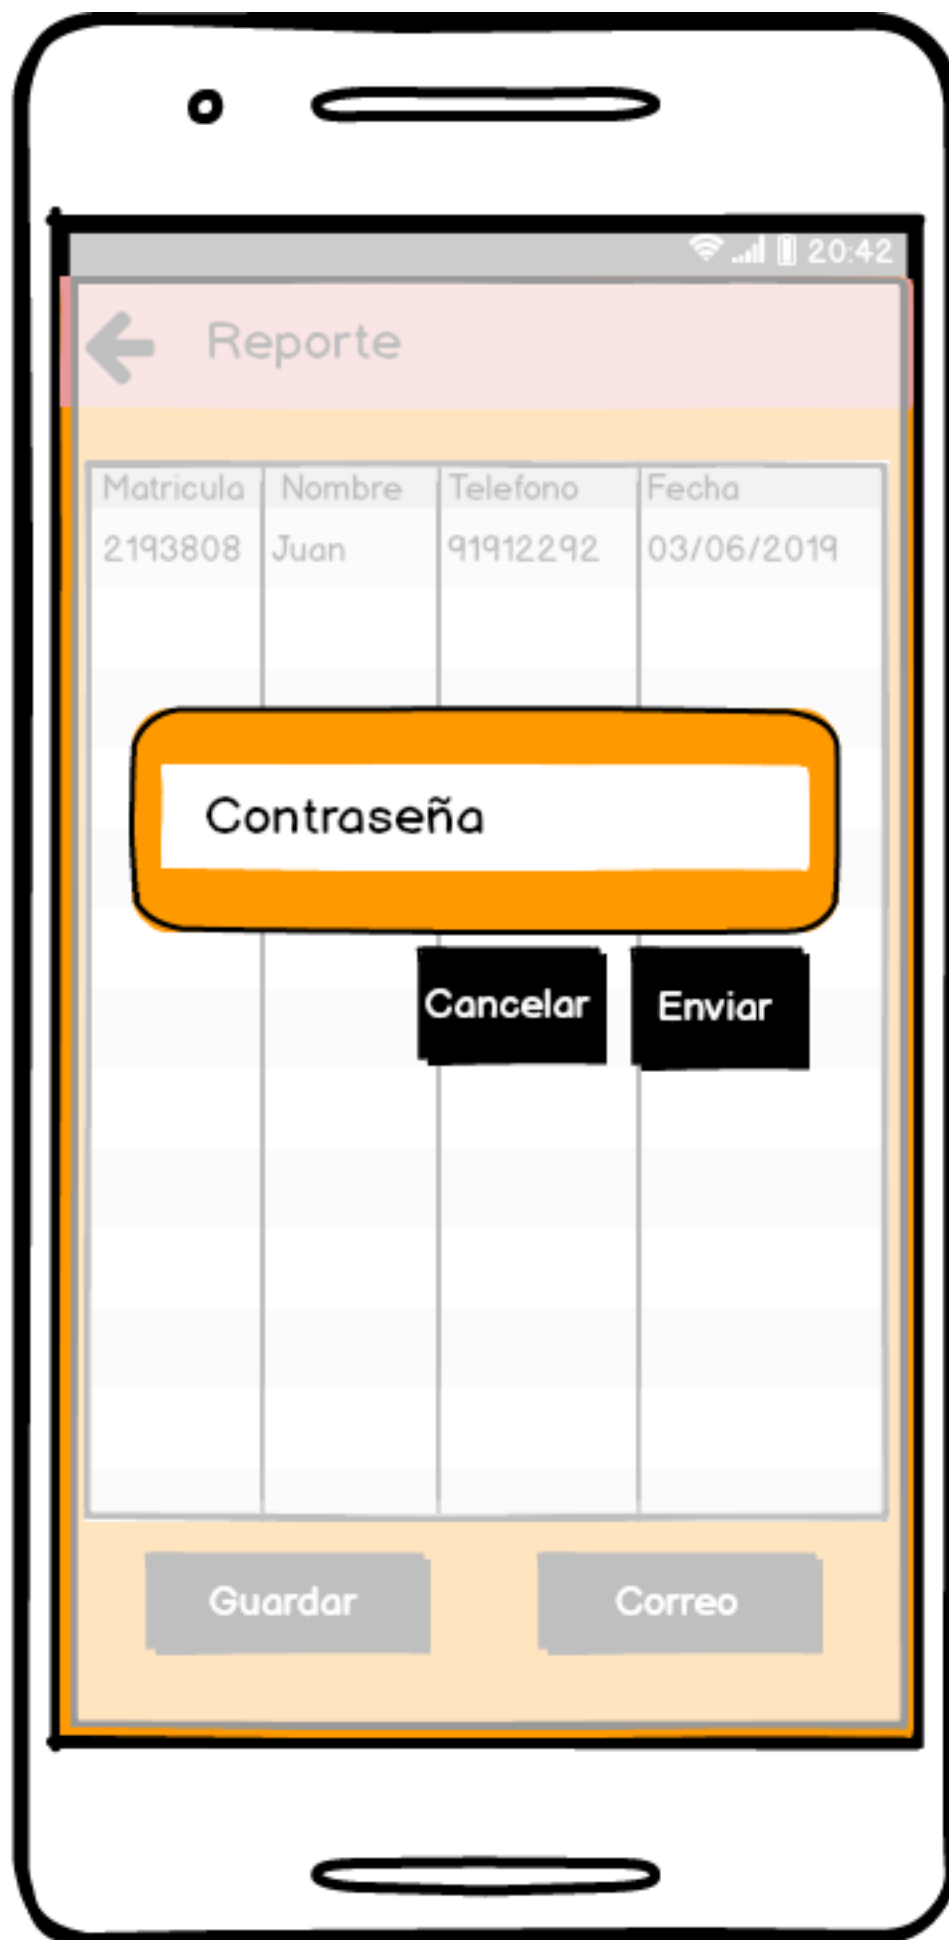 20:42
Reporte
Matricula Nombre Telefono Fecha
2193808 Juan 91912292 03/06/2019
Contraseña
Cancelar Enviar
Guardar Correo